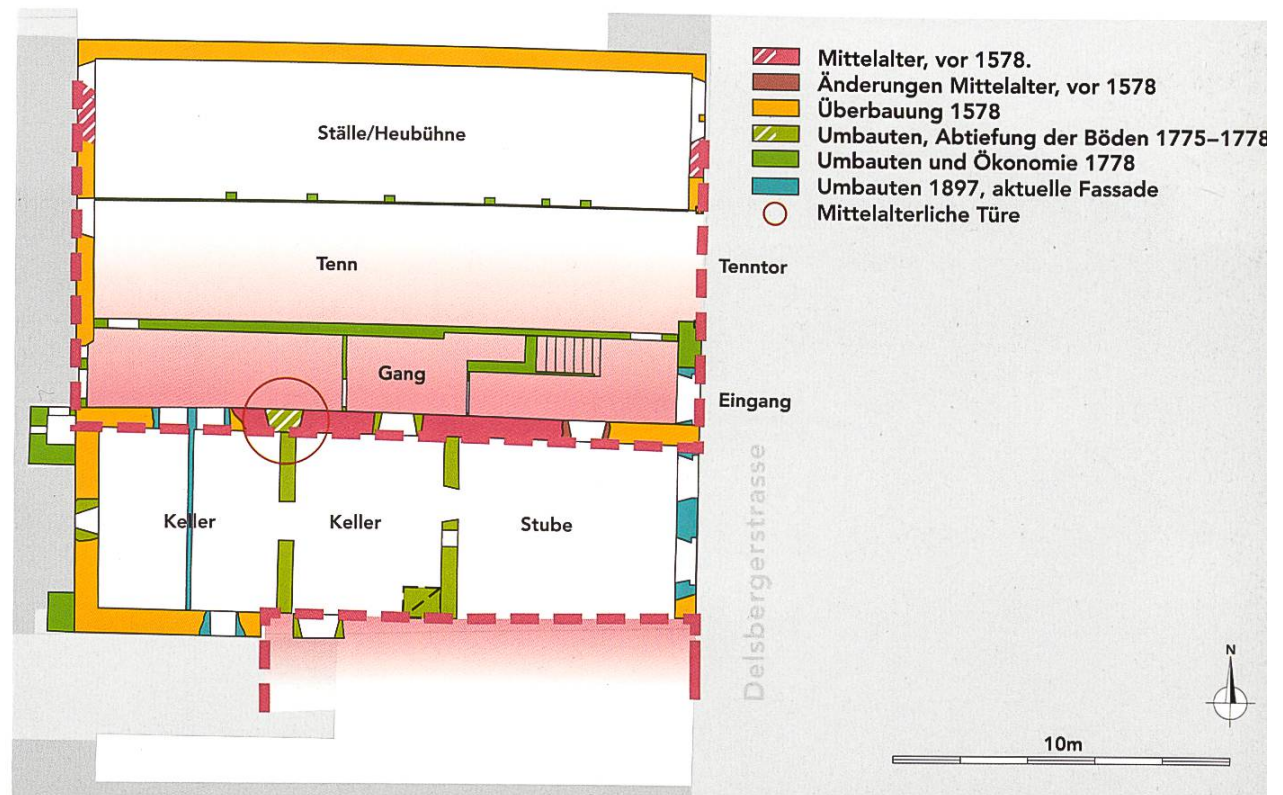 Mittelalter, vor 1578.
Änderungen Mittelalter, vor 1578
Überbauung 1578
Umbauten, Abtiefung der Böden 1775–1778
Umbauten und Ökonomie 1778
Umbauten 1897, aktuelle Fassade
Mittelalterliche Türe
Ställe/Heubühne
Tenn
Tenntor
Gang
Eingang
Keller
Keller
Stube
Delsbergerstrasse
N
10m